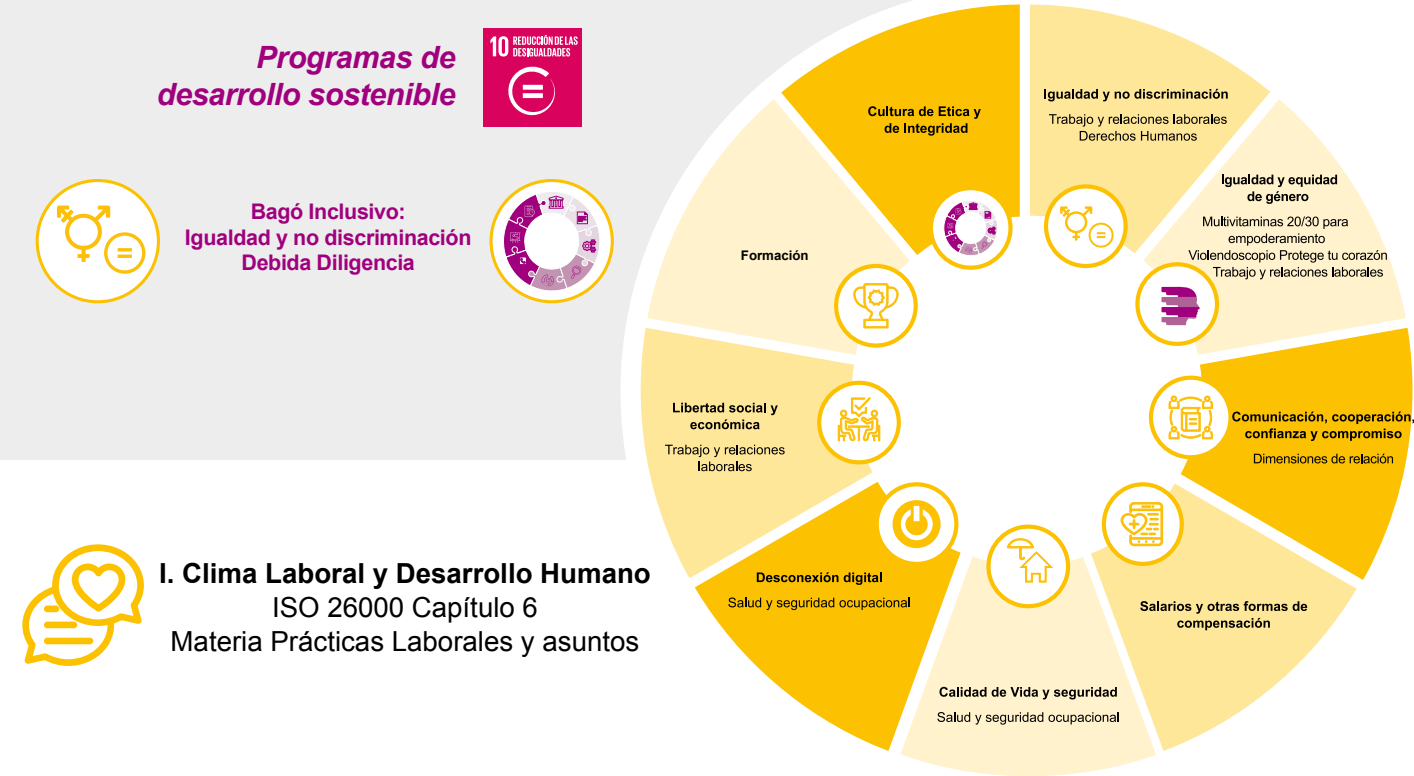 Programas de
desarrollo sostenible
10 REDUCCIÓN DE LAS
DESIGUALDADES
Bagó Inclusivo:
Igualdad y no discriminación
Debida Diligencia
I. Clima Laboral y Desarrollo Humano
ISO 26000 Capítulo 6
Materia Prácticas Laborales y asuntos
Cultura de Etica y
de Integridad
Igualdad y no discriminación
Trabajo y relaciones laborales
Derechos Humanos
Igualdad y equidad
de género
Multivitaminas 20/30 para
empoderamiento
Violendoscopio Protege tu corazón
Trabajo y relaciones laborales
Comunicación, cooperación,
confianza y compromiso
Dimensiones de relación
Salarios y otras formas de
compensación
Calidad de Vida y seguridad
Salud y seguridad ocupacional
Desconexión digital
Salud y seguridad ocupacional
Libertad social y
económica
Trabajo y relaciones
laborales
Formación